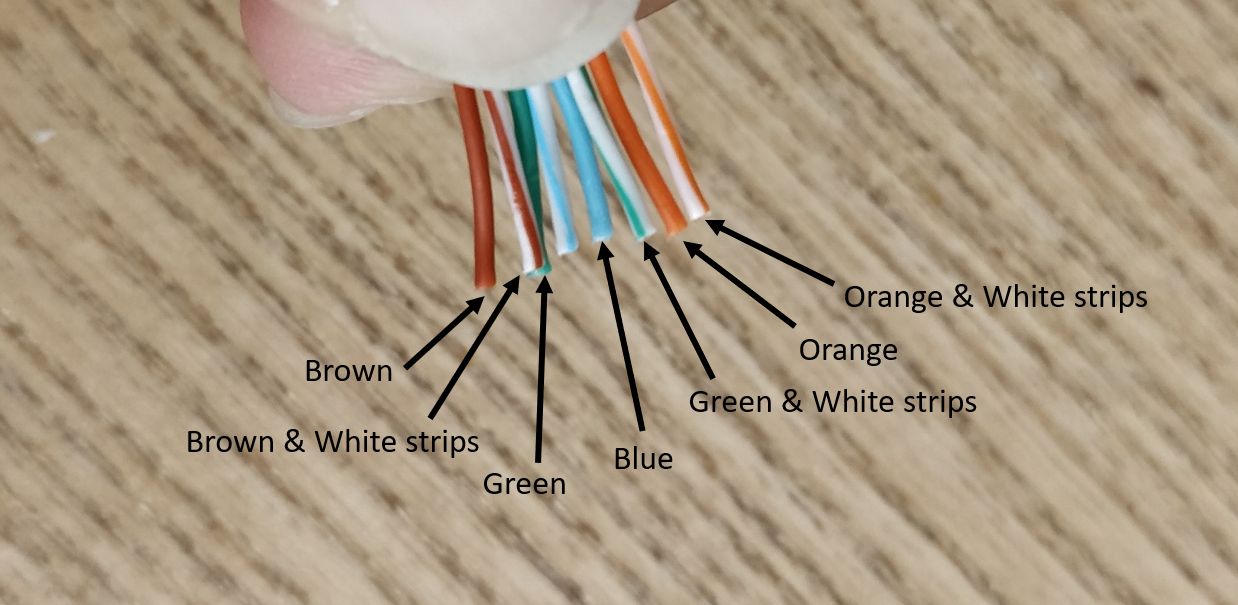 Orange & White strips
Orange
Brown
Green & White strips
Brown & White strips
Blue
Green